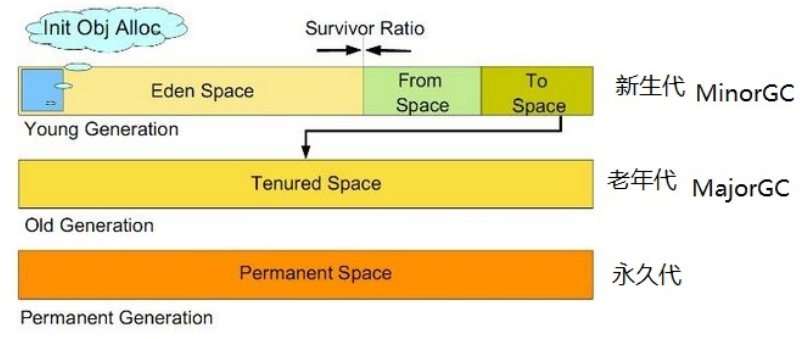 Init Obj Alloc
Survivor Ratio
Eden Space
From
Space
To
Space
新生代 MinorGC
Young Generation
Tenured Space
老年代 MajorGC
Old Generation
Permanent Space
永久代
Permanent Generation